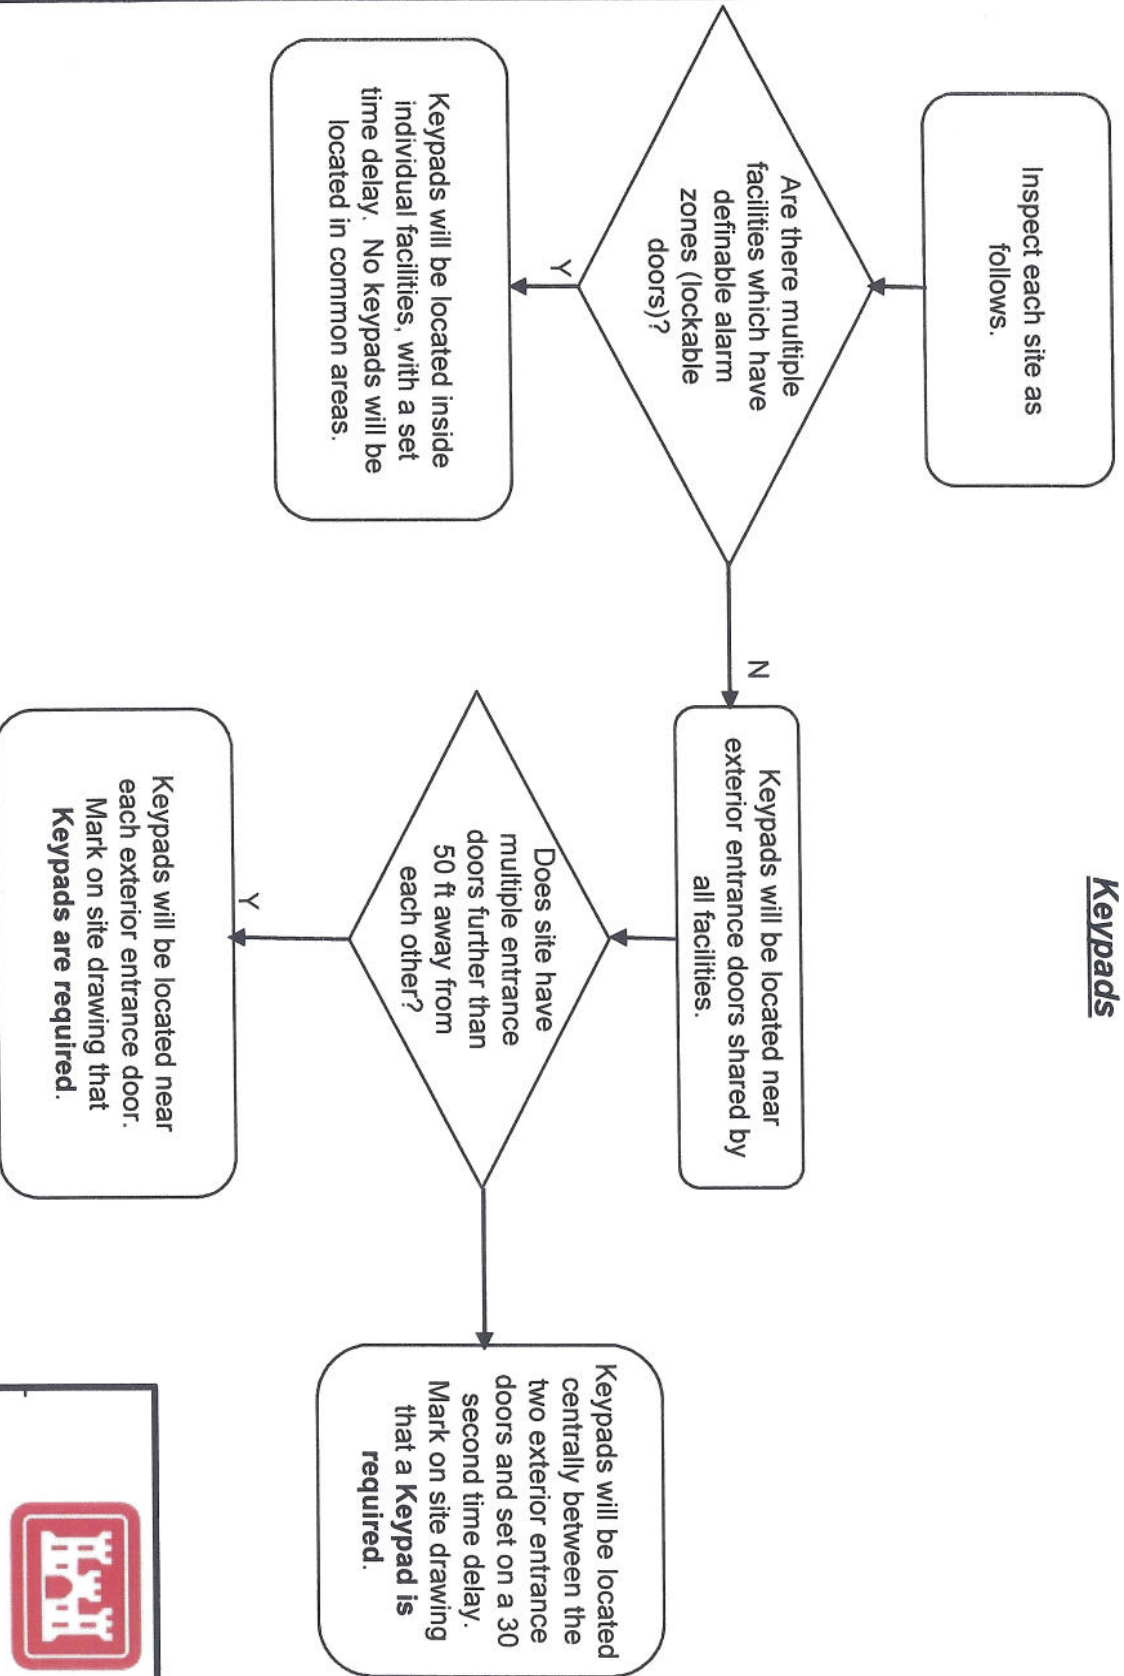 Keypads
Inspect each site as
follows.
Are there multiple
facilities which have
definable alarm
zones (lockable
doors)?
Y
N
Keypads will be located inside
individual facilities, with a set
time delay. No keypads will be
located in common areas.
Keypads will be located near
exterior entrance doors shared by
all facilities.
Does site have
multiple entrance
doors further than
50 ft away from
each other?
Y
Keypads will be located near
each exterior entrance door.
Mark on site drawing that
Keypads are required.
Keypads will be located
centrally between the
two exterior entrance
doors and set on a 30
second time delay.
Mark on site drawing
that a Keypad is
required.